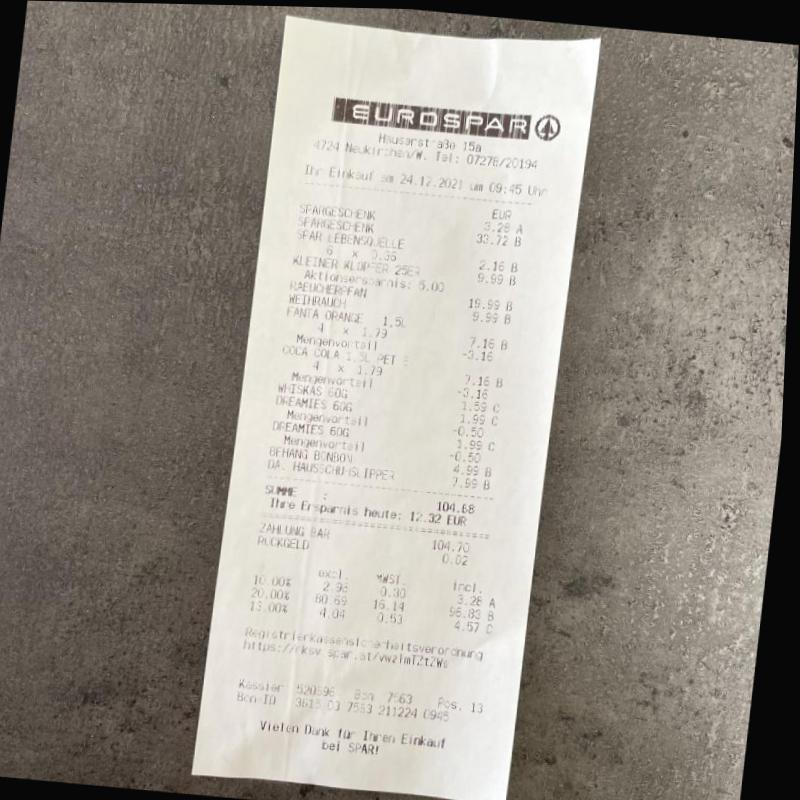 EUROSPAR
Hauserstraße 15a
4724 Neukirchen/W. Tel: 07278/20194
Ihr Einkauf am 24.12.2021 um 09:45 Uhr
EUR
SPARGESCHENK 3.28 A
SPARGESCHENK 33.72 B
SPAR LEBENSQUELLE
6 x 0.36 2.16 B
KLEINER KLOPFER 25ER 9.99 B
Aktionsersparnis: 5.00
RAEUCHERPFAN 19.99 B
WEIHRAUCH 9.99 B
FANTA ORANGE 1.5L
4 x 1.79 7.16 B
Mengenvorteil -3.16
COCA COLA 1.5L PET
4 x 1.79 7.16 B
Mengenvorteil -3.16
WHISKAS 60G 1.59 C
DREAMIES 60G 1.99 C
Mengenvorteil -0.50
DREAMIES 60G 1.99 C
Mengenvorteil -0.50
BEHANG BONBON 4.99 B
DA. HAUSSCHUHSLIPPER 7.99 B
SUMME : 104.68
Ihre Ersparnis heute: 12.32 EUR
ZAHLUNG BAR 104.70
RÜCKGELD 0.02
excl. MWST. incl.
10.00% 2.98 0.30 3.28 A
20.00% 80.69 16.14 96.83 B
13.00% 4.04 0.53 4.57 C
Registrierkassensicherheitsverordnung
Kassier 520596 Bon 7563 Pos. 13
Bon-ID 3615 03 7563 211224 0945
Vielen Dank für Ihren Einkauf
bei SPAR!